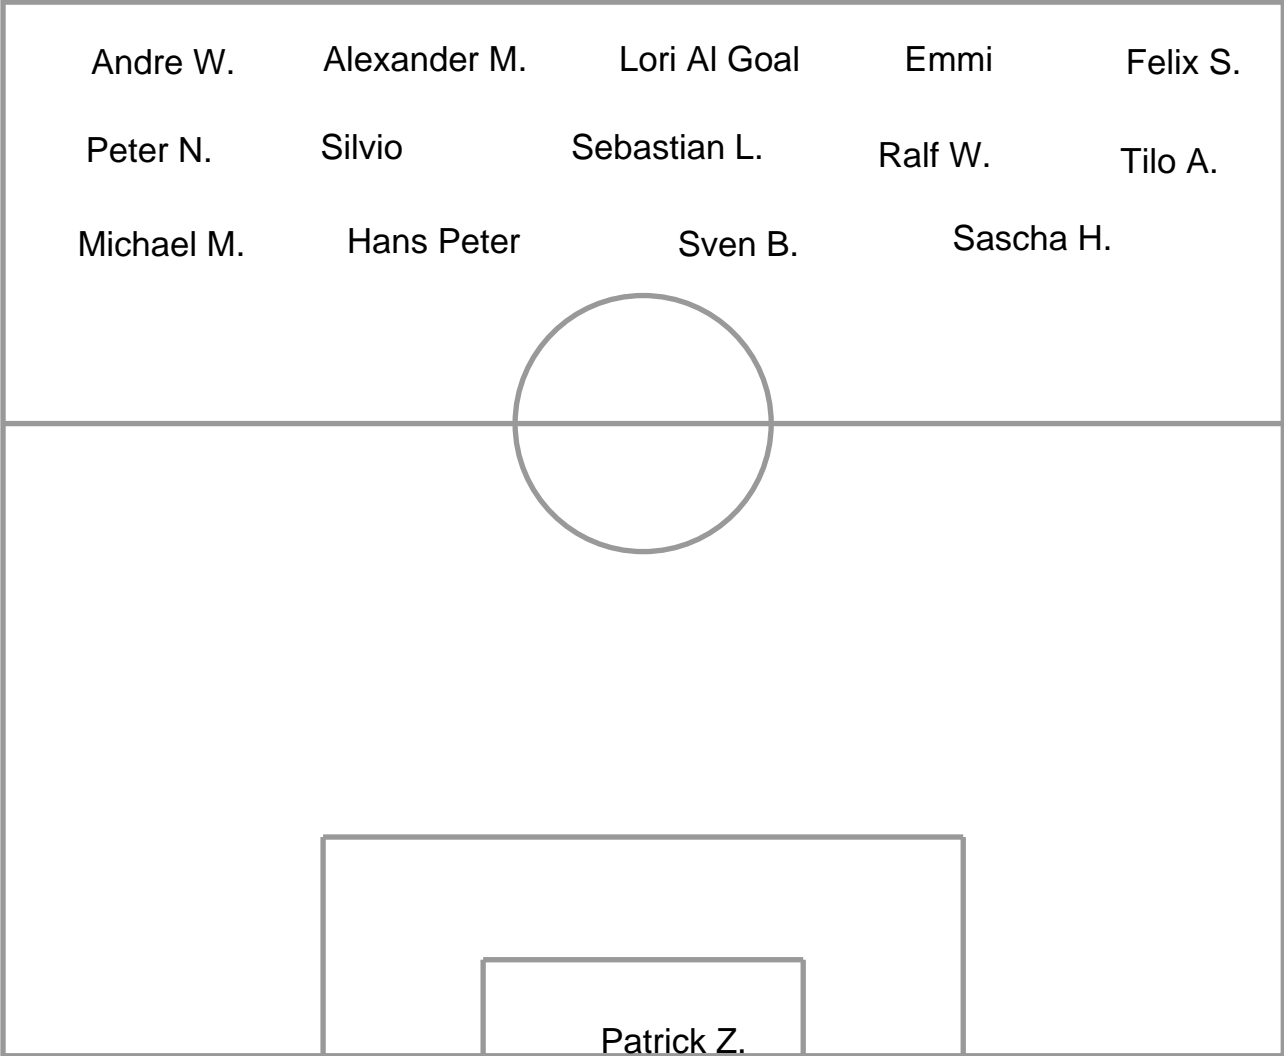 Andre W. Alexander M. Lori Al Goal Emmi Felix S.
Peter N. Silvio Sebastian L. Ralf W. Tilo A.
Michael M. Hans Peter Sven B. Sascha H.
Patrick Z.